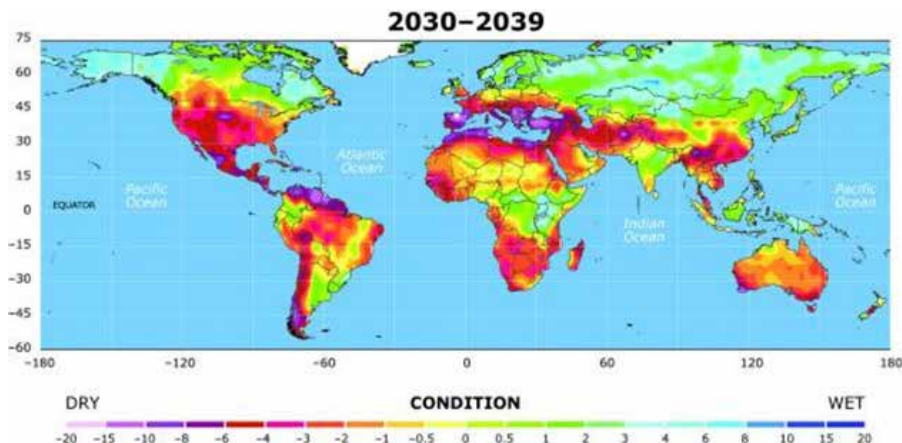 2030–2039
75
60
45
30
15
0
−15
−30
−45
−60
EQUATOR
Pacific
Ocean
Atlantic
Ocean
Indian
Ocean
Pacific
Ocean
−180 −120 −60 0 60 120 180
DRY CONDITION WET
−20 −15 −10 −8 −6 −4 −3 −2 −1 −0.5 0 0.5 1 2 3 4 6 8 10 15 20